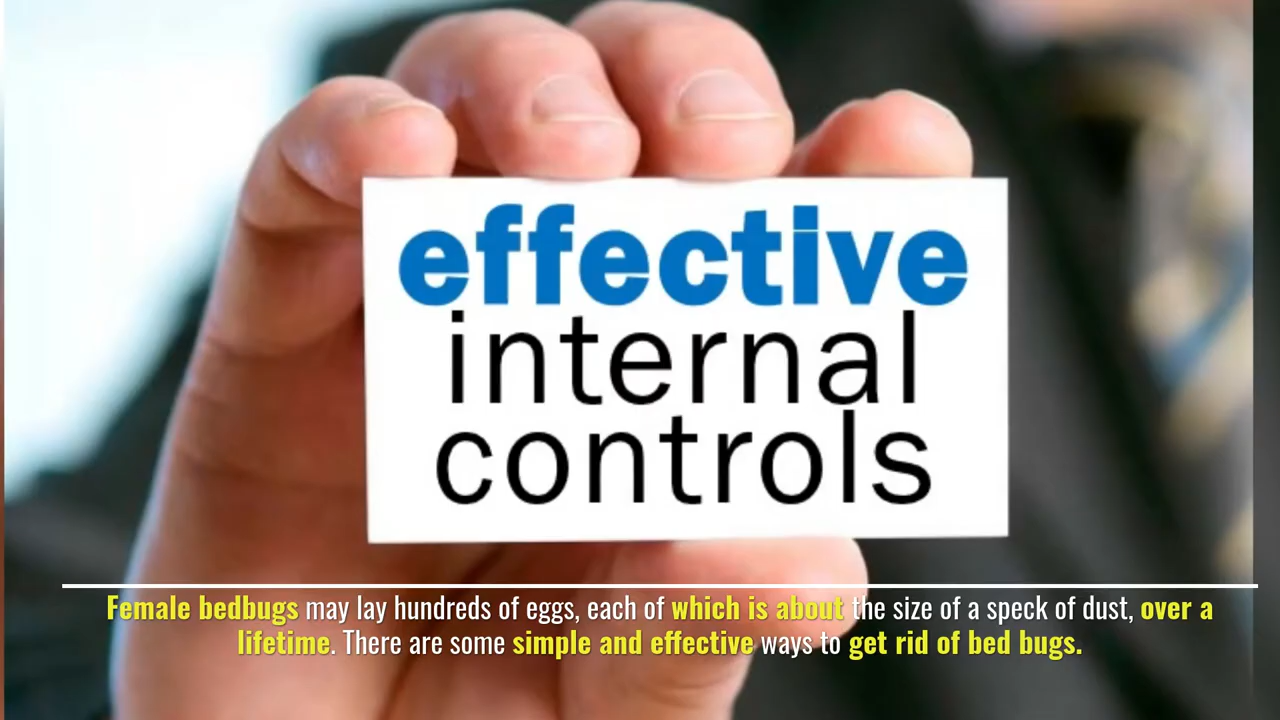 effective
internal
controls
Female bedbugs may lay hundreds of eggs, each of which is about the size of a speck of dust, over a
lifetime. There are some simple and effective ways to get rid of bed bugs.